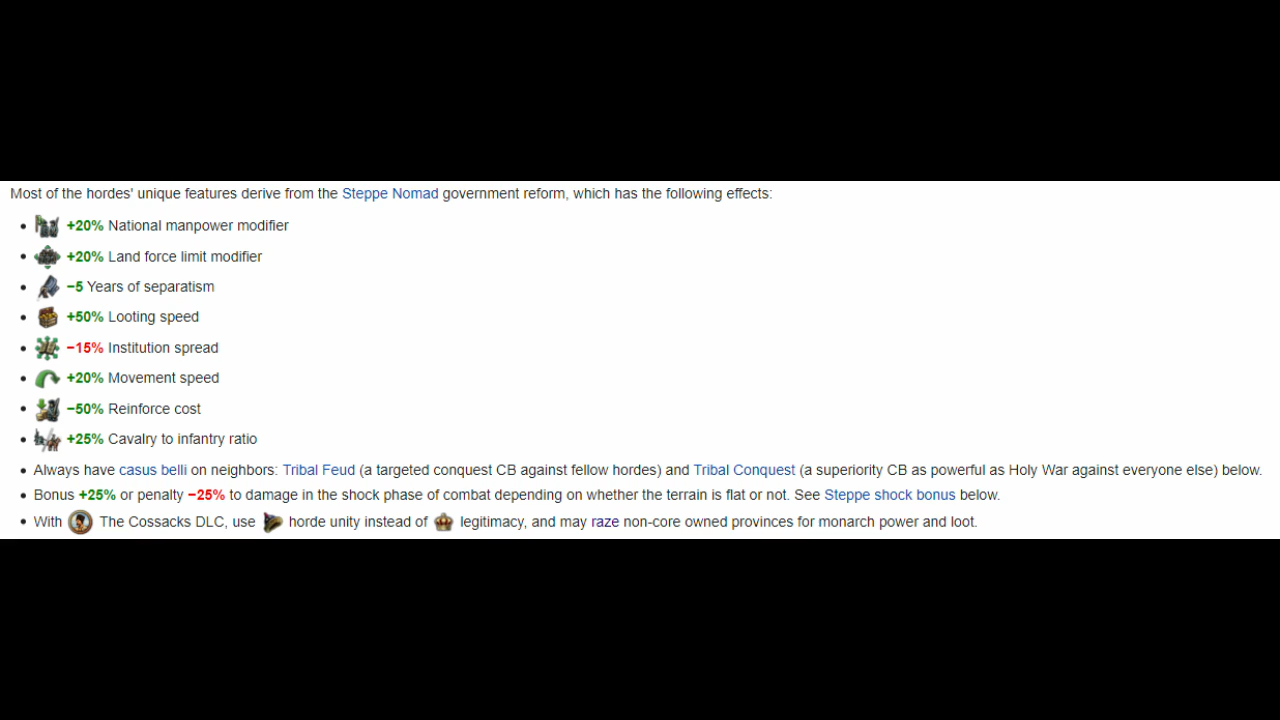 Most of the hordes' unique features derive from the Steppe Nomad government reform, which has the following effects:
• +20% National manpower modifier
• +20% Land force limit modifier
• −5 Years of separatism
• +50% Looting speed
• −15% Institution spread
• +20% Movement speed
• −50% Reinforce cost
• +25% Cavalry to infantry ratio
• Always have casus belli on neighbors: Tribal Feud (a targeted conquest CB against fellow hordes) and Tribal Conquest (a superiority CB as powerful as Holy War against everyone else) below.
• Bonus +25% or penalty −25% to damage in the shock phase of combat depending on whether the terrain is flat or not. See Steppe shock bonus below.
• With The Cossacks DLC, use horde unity instead of legitimacy, and may raze non-core owned provinces for monarch power and loot.